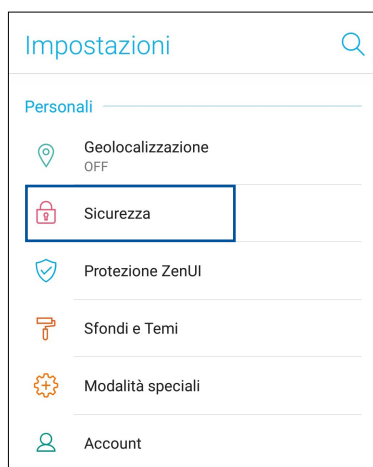 Impostazioni
Personali
Geolocalizzazione
OFF
Sicurezza
Protezione ZenUI
Sfondi e Temi
Modalità speciali
Account